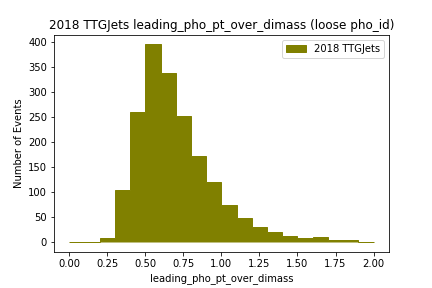 2018 TTGJets leading_pho_pt_over_dimass (loose pho_id)
2018 TTGJets
Number of Events
400
350
300
250
200
150
100
50
0
0.00 0.25 0.50 0.75 1.00 1.25 1.50 1.75 2.00
leading_pho_pt_over_dimass